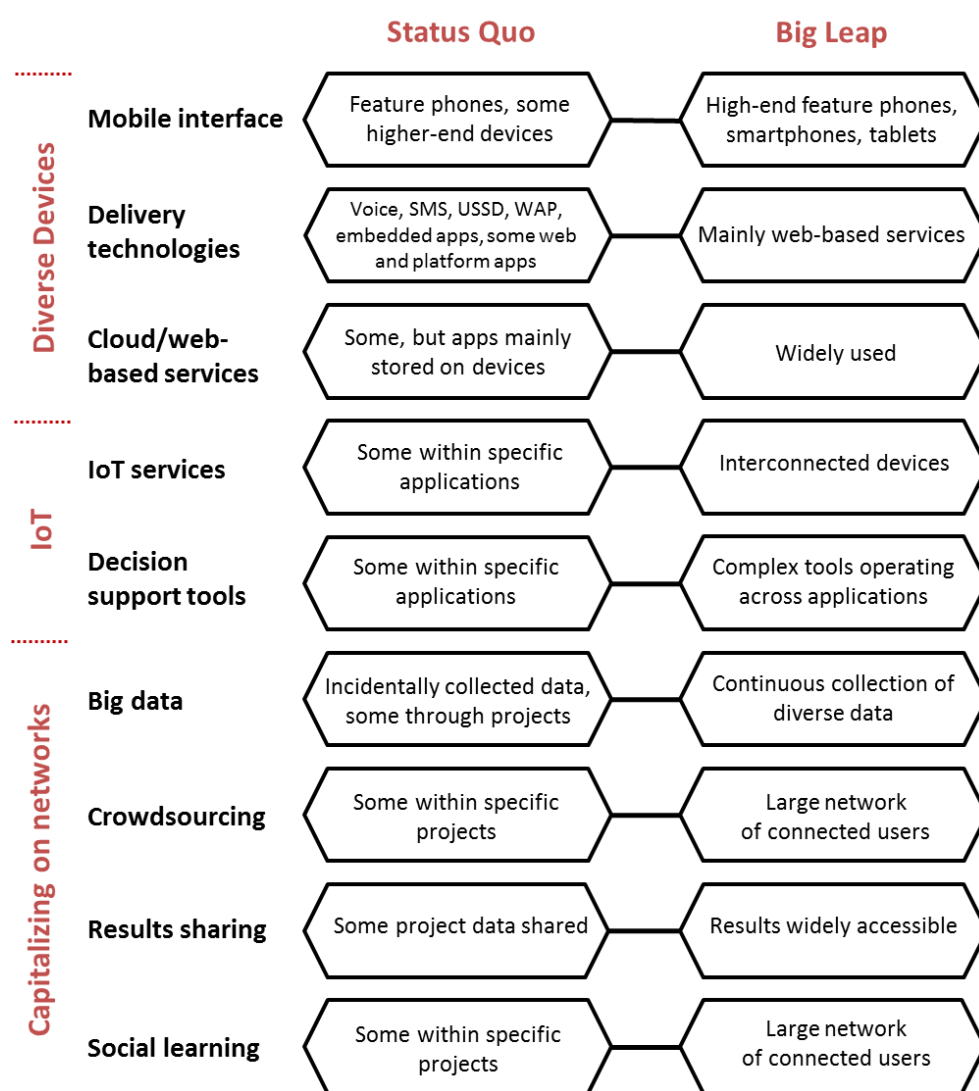 Status Quo
Big Leap
Diverse Devices
Mobile interface
Feature phones, some
higher-end devices
High-end feature phones,
smartphones, tablets
Delivery
technologies
Voice, SMS, USSD, WAP,
embedded apps, some web
and platform apps
Mainly web-based services
Cloud/web-
based services
Some, but apps mainly
stored on devices
Widely used
IoT
IoT services
Some within specific
applications
Interconnected devices
Decision
support tools
Some within specific
applications
Complex tools operating
across applications
Capitalizing on networks
Big data
Incidentally collected data,
some through projects
Continuous collection of
diverse data
Crowdsourcing
Some within specific
projects
Large network
of connected users
Results sharing
Some project data shared
Results widely accessible
Social learning
Some within specific
projects
Large network
of connected users